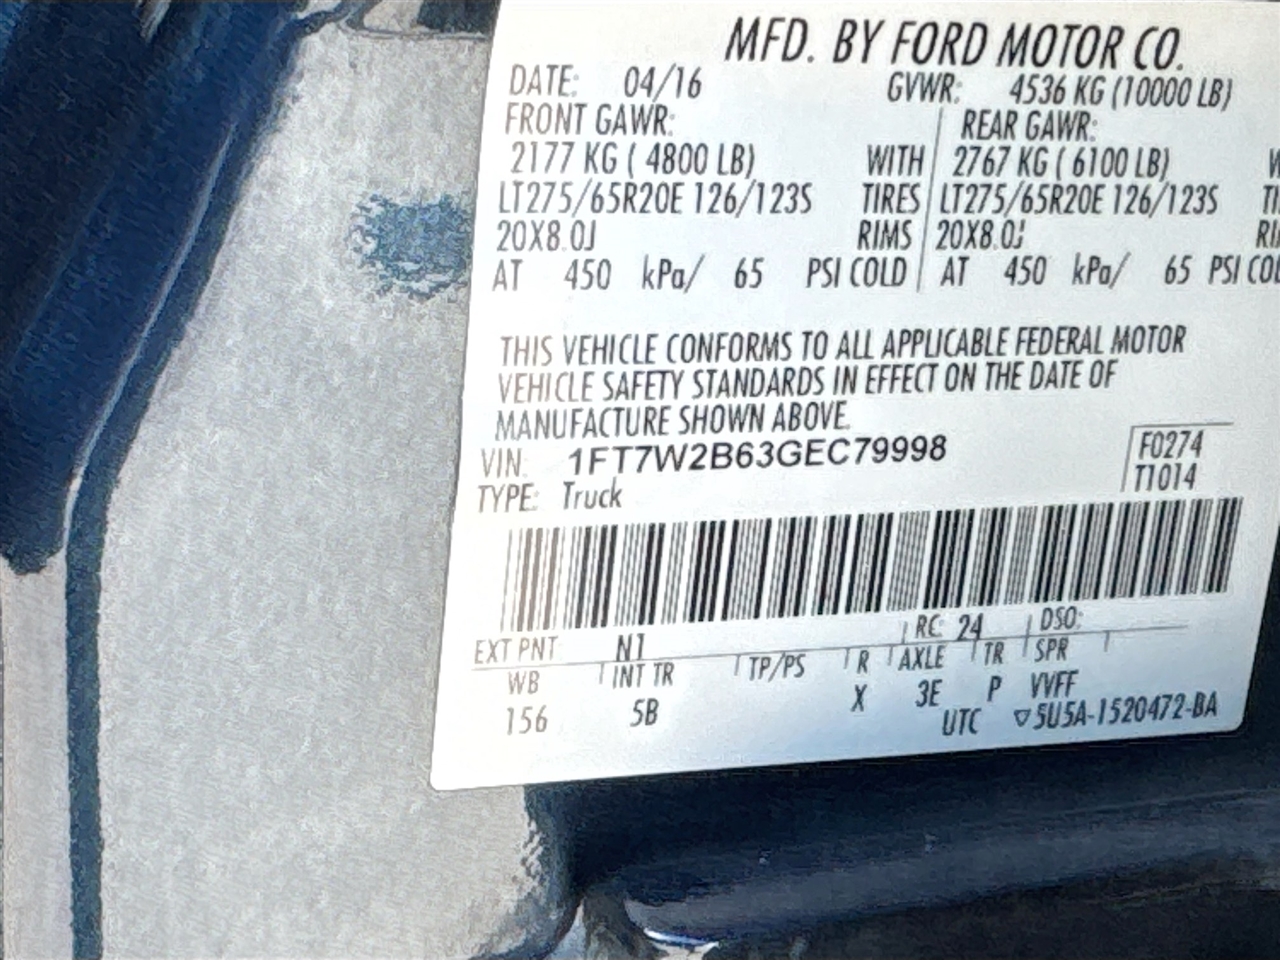 MFD. BY FORD MOTOR CO.
DATE: 04/16 GVWR: 4536 KG (10000 LB)
FRONT GAWR: REAR GAWR:
2177 KG ( 4800 LB) WITH 2767 KG ( 6100 LB)
LT275/65R20E 126/123S TIRES LT275/65R20E 126/123S
20X8.0J RIMS 20X8.0J
AT 450 kPa/ 65 PSI COLD AT 450 kPa/ 65 PSI
THIS VEHICLE CONFORMS TO ALL APPLICABLE FEDERAL MOTOR
VEHICLE SAFETY STANDARDS IN EFFECT ON THE DATE OF
MANUFACTURE SHOWN ABOVE.
VIN: 1FT7W2B63GEC79998 F0274
TYPE: Truck T1014
EXT PNT: N1 RC: 24 DSO:
WB INT TR TP/PS R AXLE TR SPR
156 5B X 3E P VVFF
UTC ▽5U5A-1520472-BA